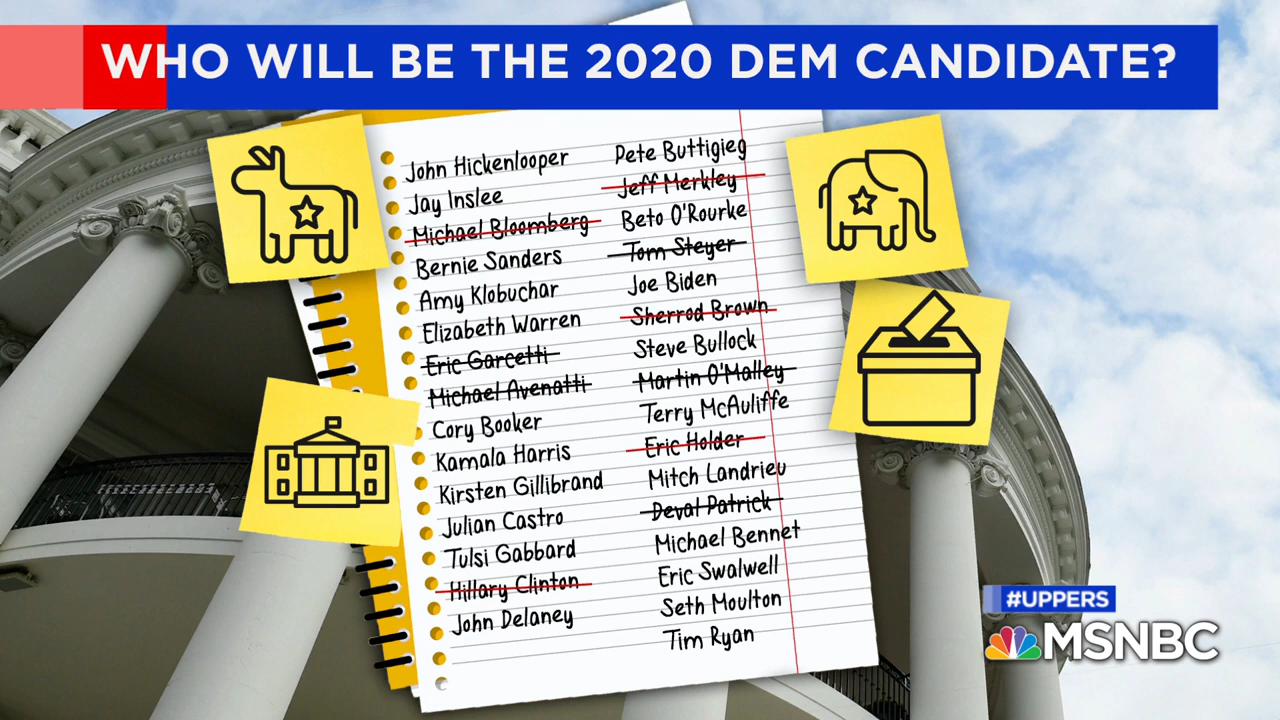 WHO WILL BE THE 2020 DEM CANDIDATE?
John Hickenlooper
Jay Inslee
Michael Bloomberg
Bernie Sanders
Amy Klobuchar
Elizabeth Warren
Eric Garcetti
Michael Avenatti
Cory Booker
Kamala Harris
Kirsten Gillibrand
Julian Castro
Tulsi Gabbard
Hillary Clinton
John Delaney
Pete Buttigieg
Jeff Merkley
Beto O'Rourke
Tom Steyer
Joe Biden
Sherrod Brown
Steve Bullock
Martin O'Malley
Terry McAuliffe
Eric Holder
Mitch Landrieu
Deval Patrick
Michael Bennet
Eric Swalwell
Seth Moulton
Tim Ryan
#UPPERS
MSNBC